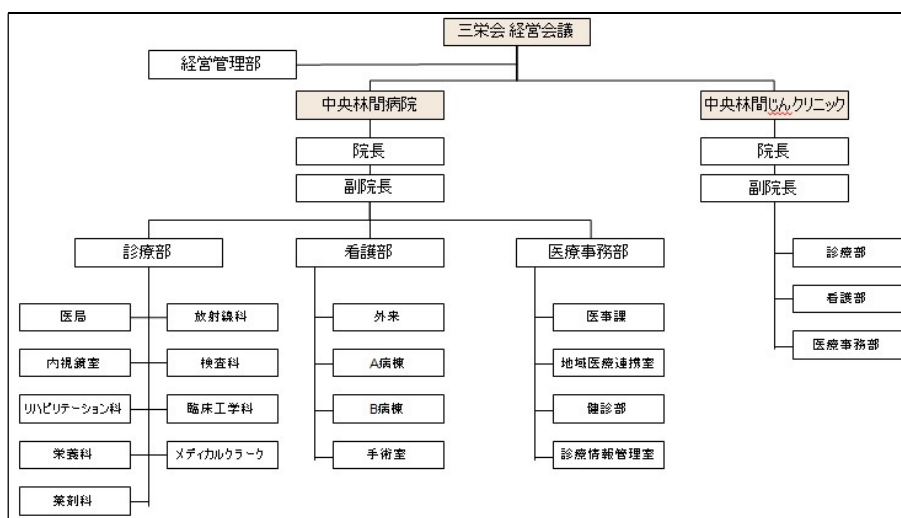 三栄会 経営会議
経営管理部
中央林間病院
中央林間じんクリニック
院長
院長
副院長
副院長
診療部
看護部
医療事務部
診療部
看護部
医療事務部
医局
放射線科
外来
医事課
内視鏡室
検査科
A病棟
地域医療連携室
リハビリテーション科
臨床工学科
B病棟
健診部
栄養科
メディカルクラーク
手術室
診療情報管理室
薬剤科